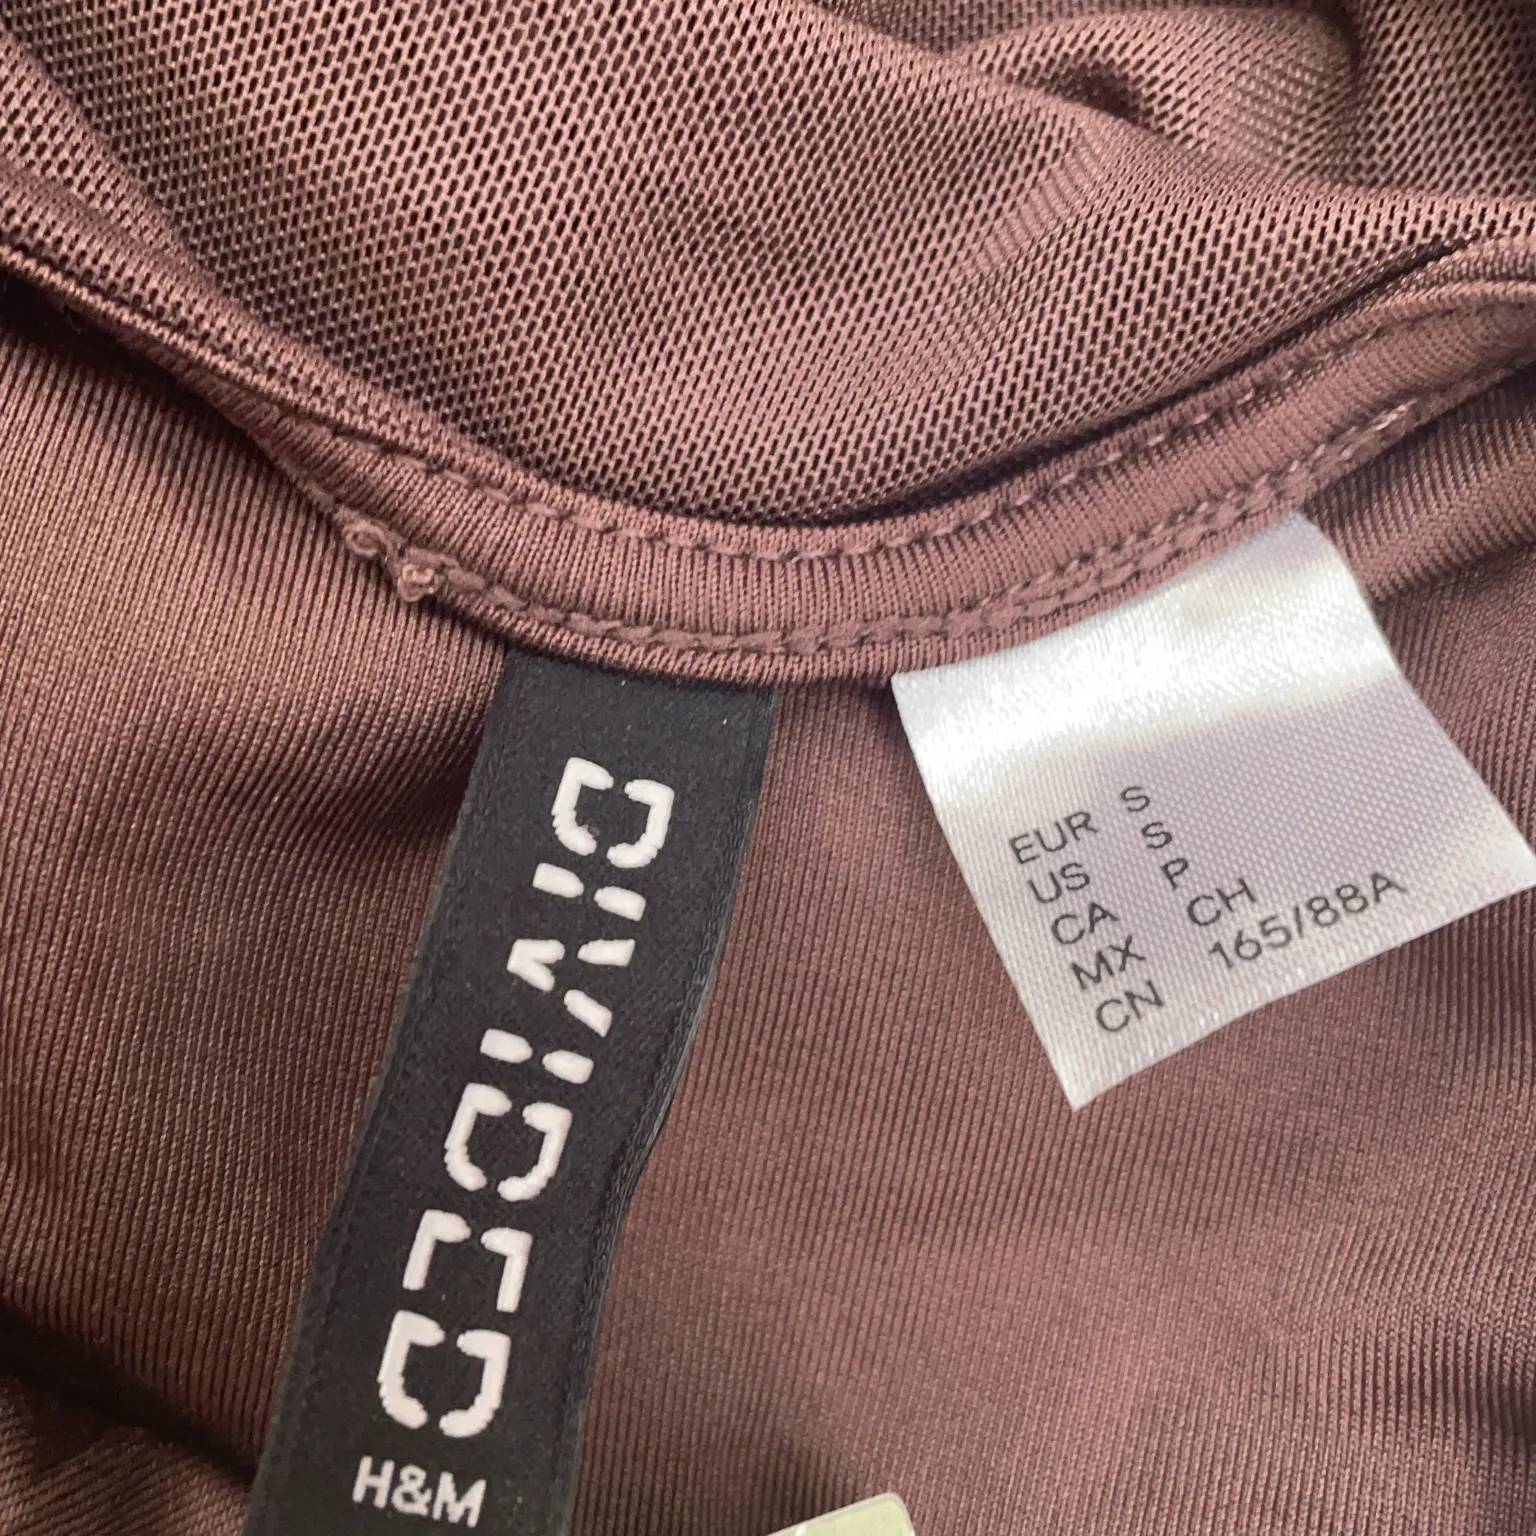 DIVIDED
H&M
EUR S
US S
CA P
MX CH
CN 165/88A